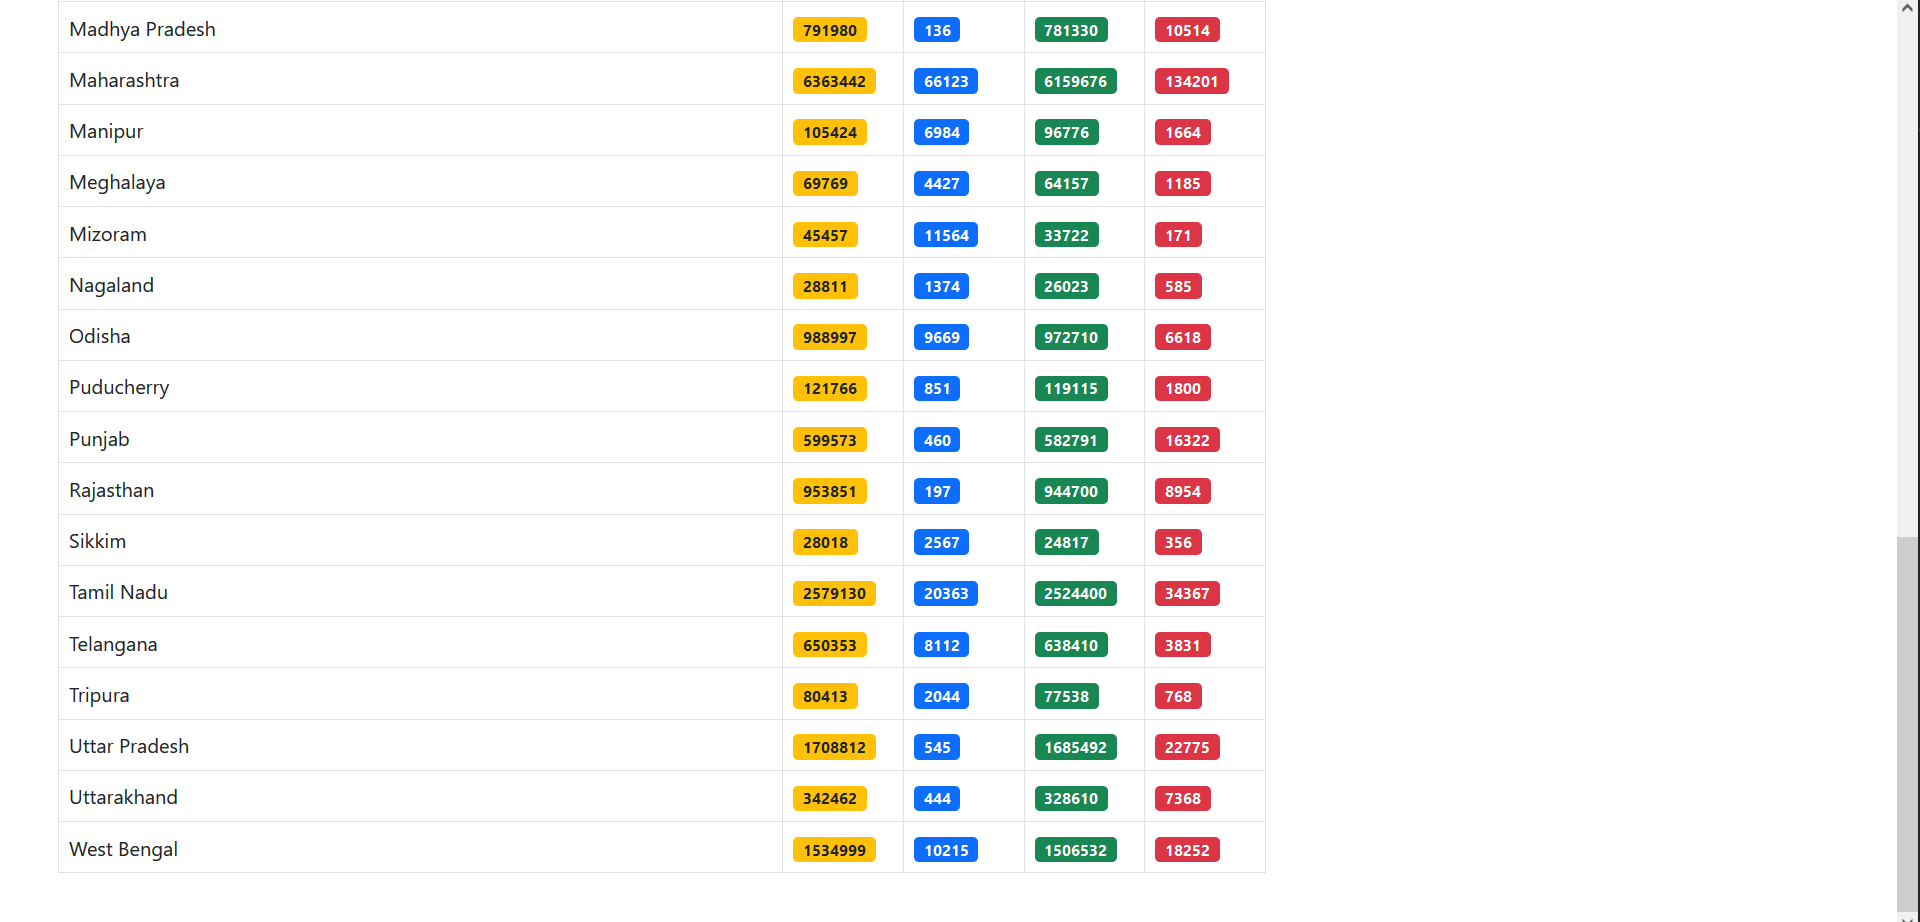 Madhya Pradesh 791980 136 781330 10514
Maharashtra 6363442 66123 6159676 134201
Manipur 105424 6984 96776 1664
Meghalaya 69769 4427 64157 1185
Mizoram 45457 11564 33722 171
Nagaland 28811 1374 26023 585
Odisha 988997 9669 972710 6618
Puducherry 121766 851 119115 1800
Punjab 599573 460 582791 16322
Rajasthan 953851 197 944700 8954
Sikkim 28018 2567 24817 356
Tamil Nadu 2579130 20363 2524400 34367
Telangana 650353 8112 638410 3831
Tripura 80413 2044 77538 768
Uttar Pradesh 1708812 545 1685492 22775
Uttarakhand 342462 444 328610 7368
West Bengal 1534999 10215 1506532 18252